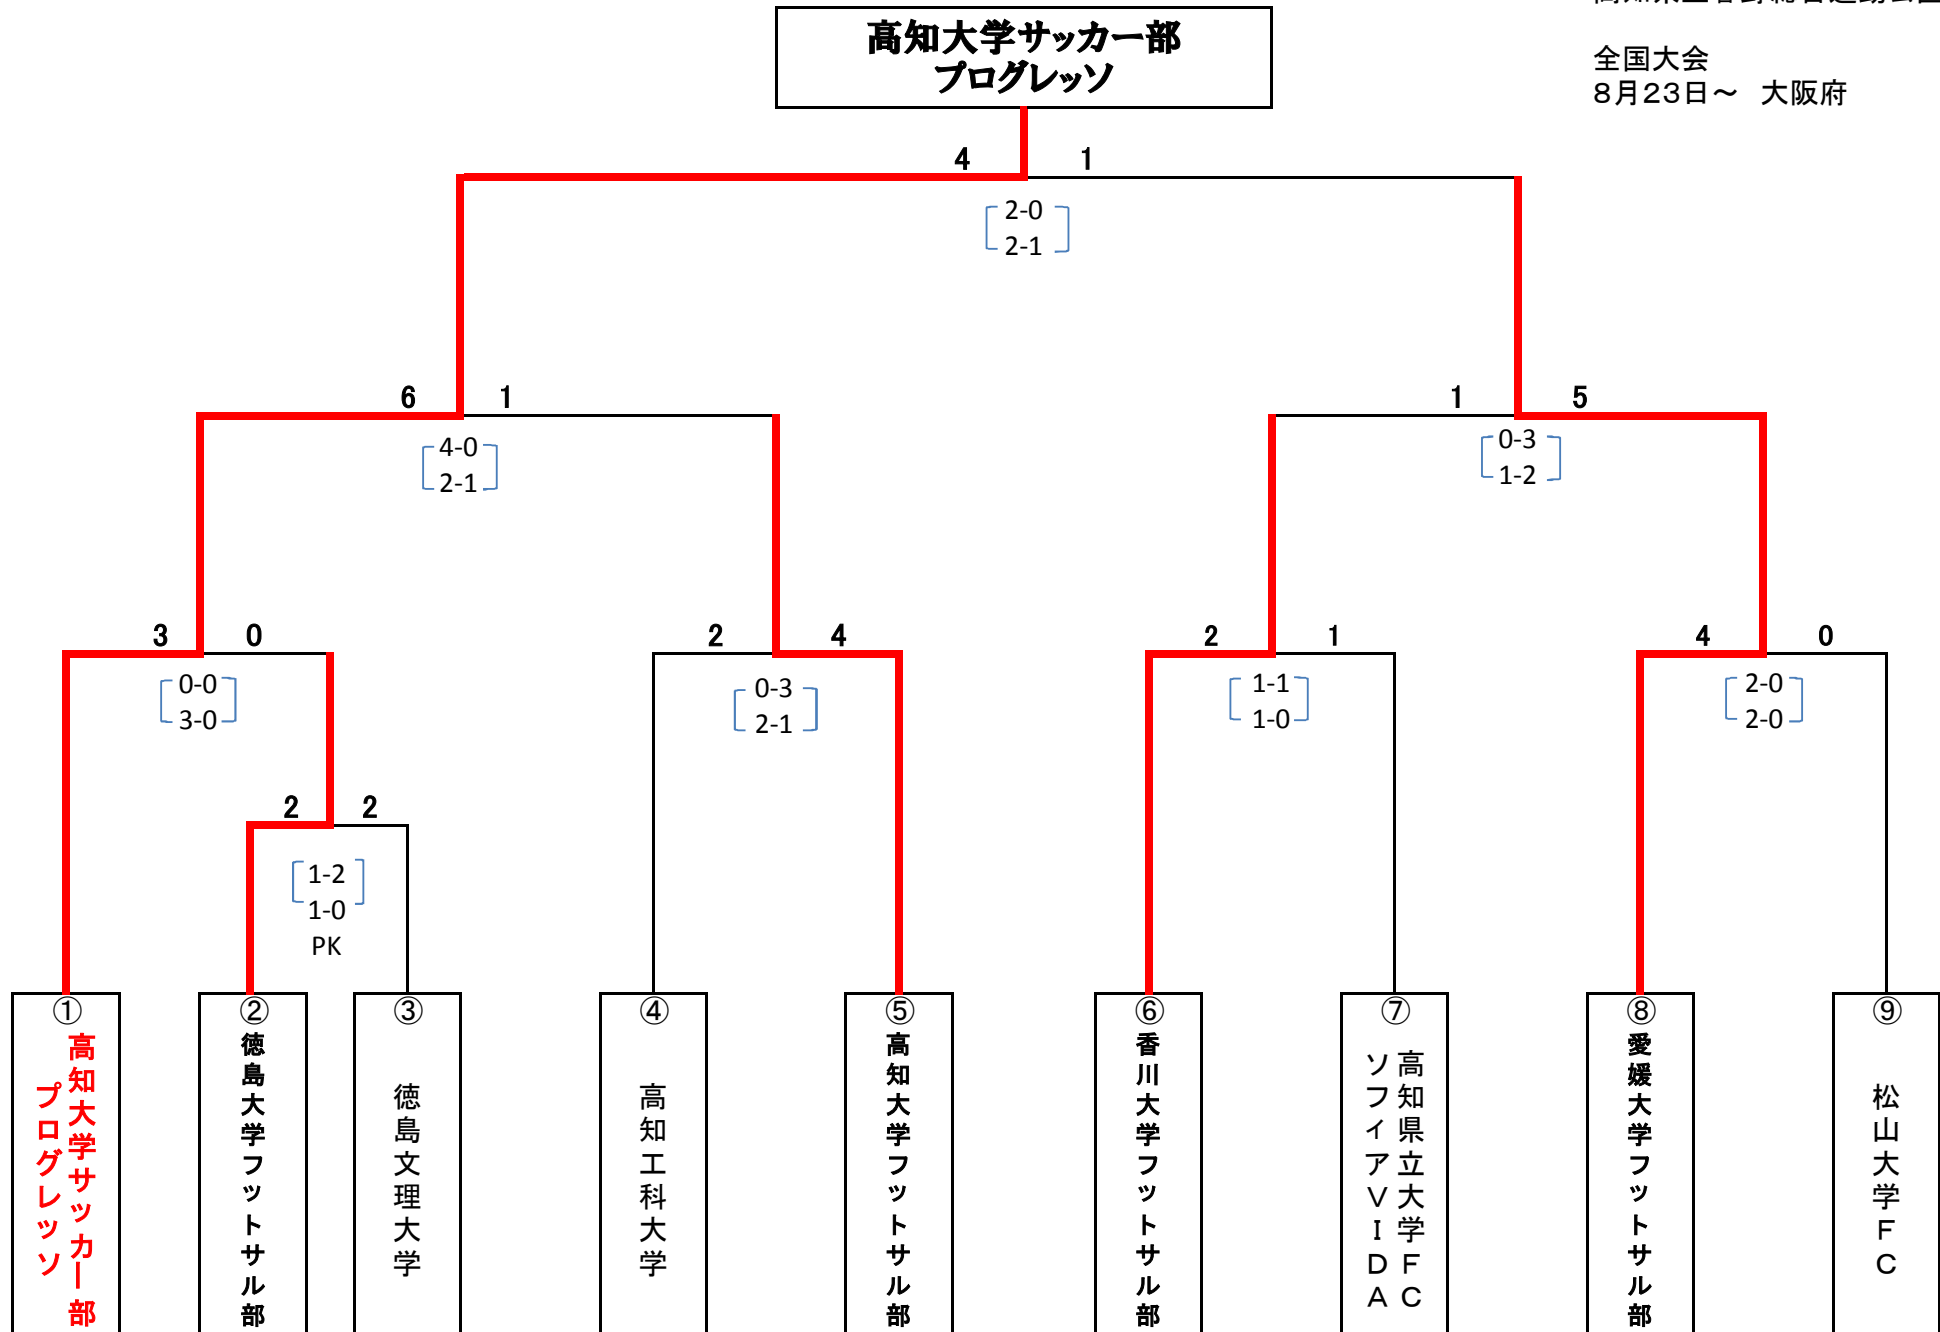 高知大学サッカー部
プログレッソ
全国大会
8月23日～　大阪府
4 1
2-0
2-1
6 1
4-0
2-1
1 5
0-3
1-2
3 0
0-0
3-0
2 4
0-3
2-1
2 1
1-1
1-0
4 0
2-0
2-0
2 2
1-2
1-0
PK
①
高知大学サッカー部
プログレッソ
②
徳島大学フットサル部
③
徳島文理大学
④
高知工科大学
⑤
高知大学フットサル部
⑥
香川大学フットサル部
⑦
高知県立大学FC
ソフィアVIDA
⑧
愛媛大学フットサル部
⑨
松山大学FC